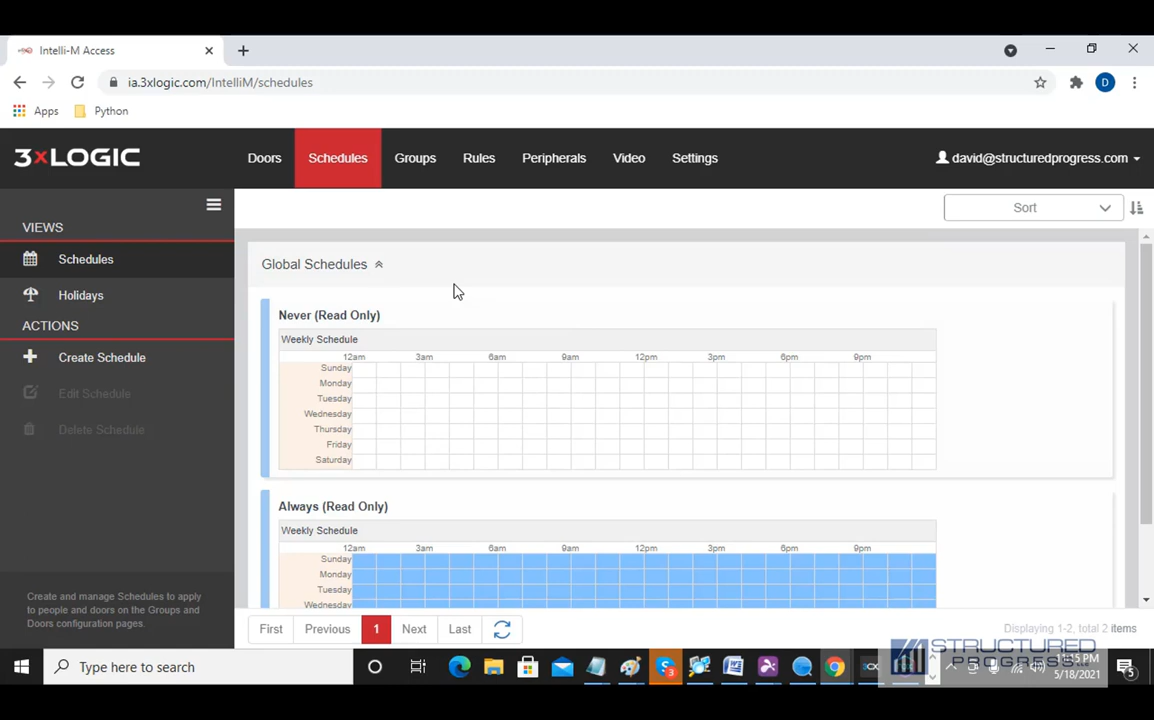 Intelli-M Access
ia.3xlogic.com/IntelliM/schedules
D
Apps Python
3xLOGIC Doors Schedules Groups Rules Peripherals Video Settings david@structuredprogress.com
VIEWS
Schedules
Holidays
ACTIONS
Create Schedule
Edit Schedule
Delete Schedule
Create and manage Schedules to apply
to people and doors on the Groups and
Doors configuration pages.
Sort
Global Schedules
Never (Read Only)
Weekly Schedule
12am 3am 6am 9am 12pm 3pm 6pm 9pm
Sunday
Monday
Tuesday
Wednesday
Thursday
Friday
Saturday
Always (Read Only)
Weekly Schedule
12am 3am 6am 9am 12pm 3pm 6pm 9pm
Sunday
Monday
Tuesday
Wednesday
First Previous 1 Next Last
Displaying 1-2, total 2 items
Type here to search
STRUCTURED
PROGRESS
11:15 PM
5/18/2021
5